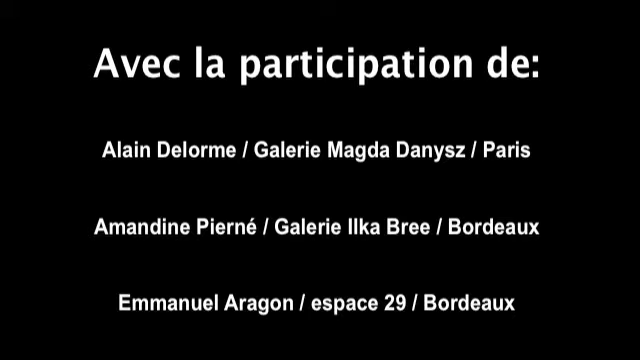 Avec la participation de:
Alain Delorme / Galerie Magda Danysz / Paris
Amandine Pierné / Galerie Ilka Bree / Bordeaux
Emmanuel Aragon / espace 29 / Bordeaux